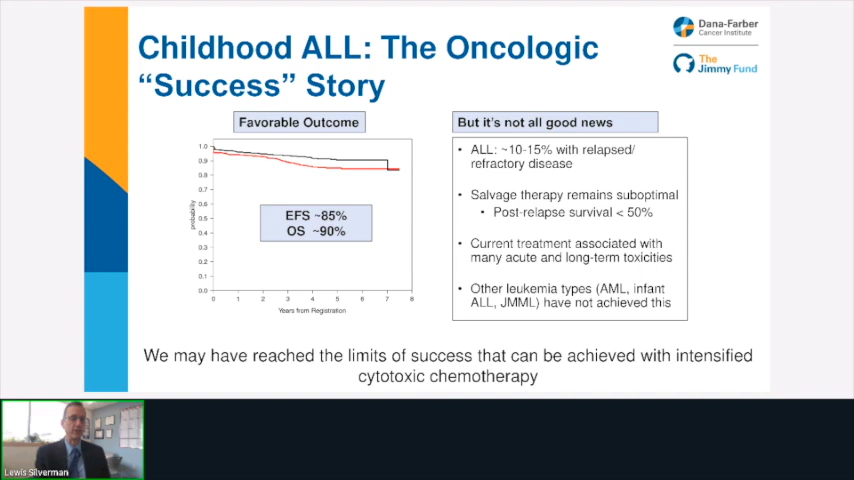 Dana-Farber
Cancer Institute
The
Jimmy Fund
Childhood ALL: The Oncologic
“Success” Story
Favorable Outcome
1.0
0.9
0.8
0.7
0.6
0.5
0.4
0.3
0.2
0.1
0.0
probability
EFS ~85%
OS ~90%
0 1 2 3 4 5 6 7 8
Years from Registration
But it’s not all good news
• ALL: ~10-15% with relapsed/
refractory disease
• Salvage therapy remains suboptimal
• Post-relapse survival < 50%
• Current treatment associated with
many acute and long-term toxicities
• Other leukemia types (AML, infant
ALL, JMML) have not achieved this
We may have reached the limits of success that can be achieved with intensified
cytotoxic chemotherapy
Lewis Silverman